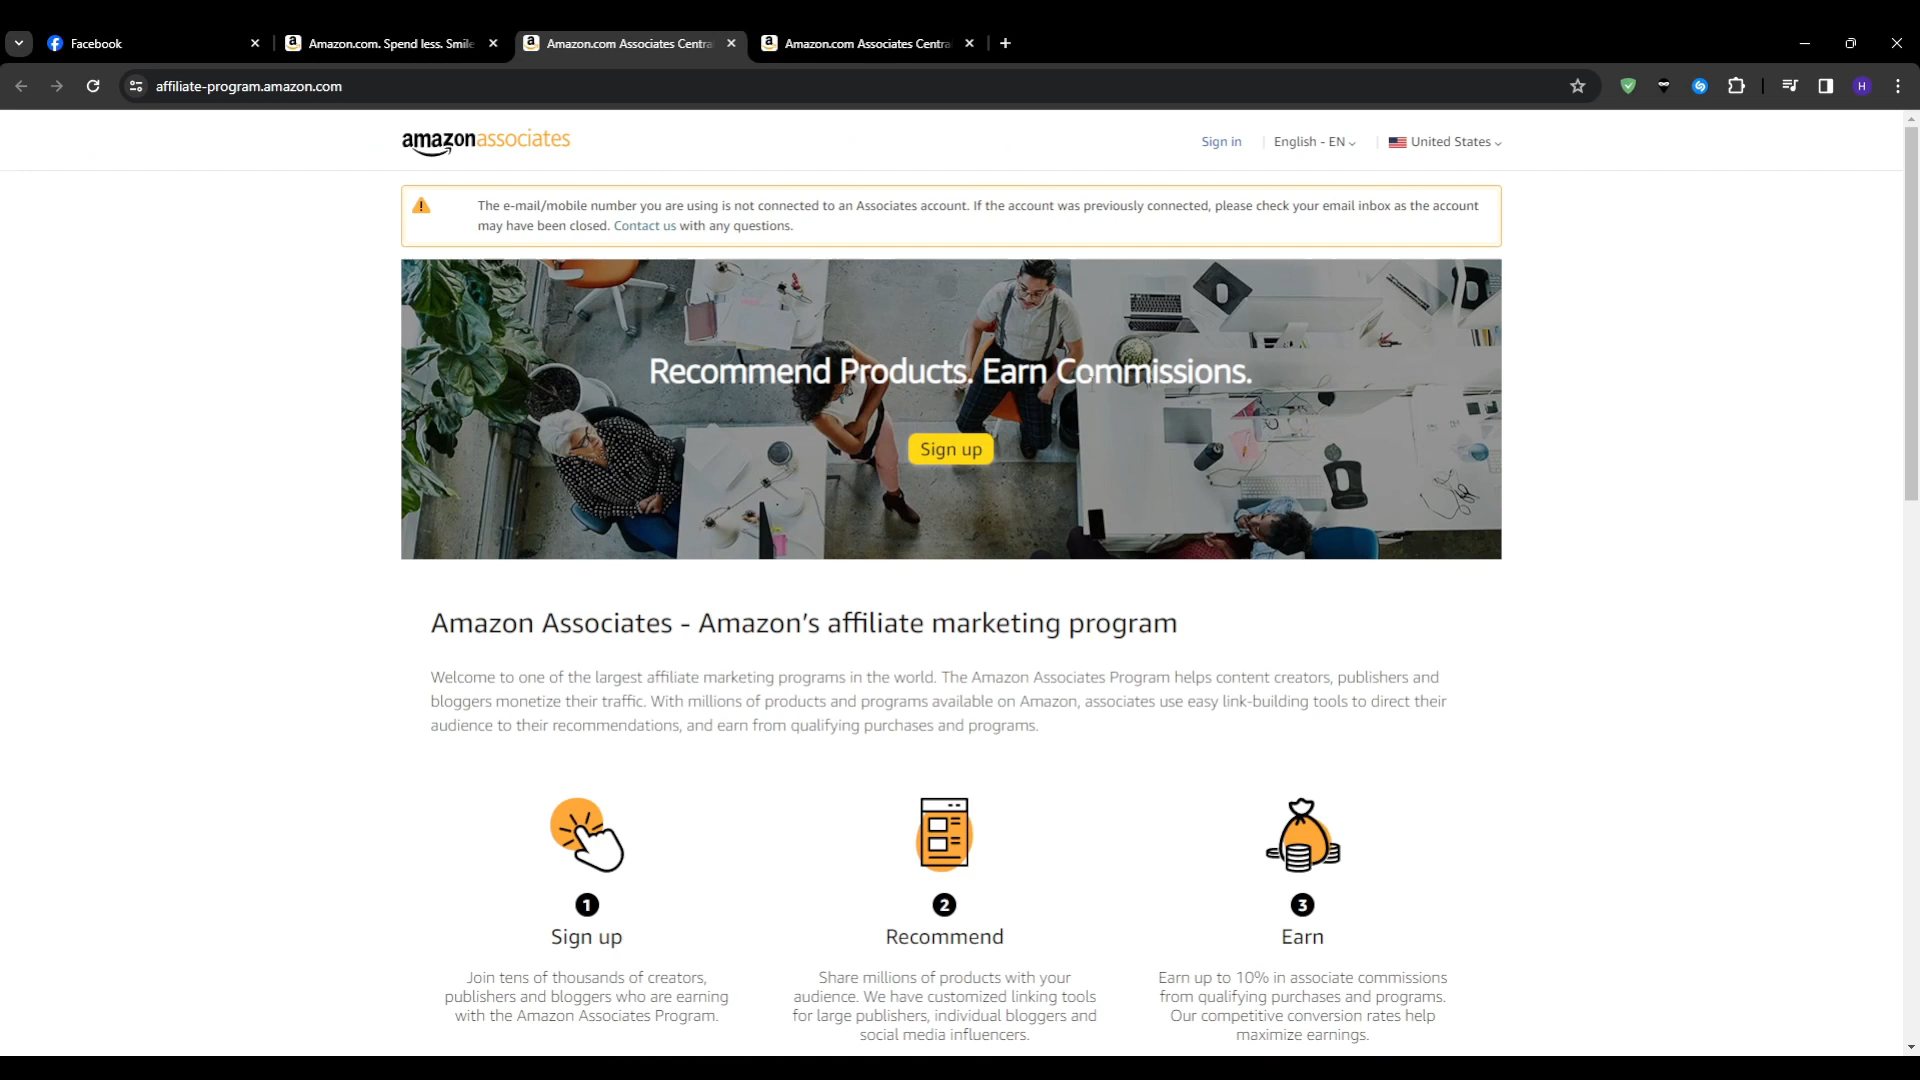 Facebook
Amazon.com. Spend less. Smile
Amazon.com Associates Centra
Amazon.com Associates Centra
affiliate-program.amazon.com
H
amazonassociates
Sign in
English - EN
United States
The e-mail/mobile number you are using is not connected to an Associates account. If the account was previously connected, please check your email inbox as the account
may have been closed. Contact us with any questions.
Recommend Products. Earn Commissions.
Sign up
Amazon Associates - Amazon's affiliate marketing program
Welcome to one of the largest affiliate marketing programs in the world. The Amazon Associates Program helps content creators, publishers and
bloggers monetize their traffic. With millions of products and programs available on Amazon, associates use easy link-building tools to direct their
audience to their recommendations, and earn from qualifying purchases and programs.
1
Sign up
Join tens of thousands of creators,
publishers and bloggers who are earning
with the Amazon Associates Program.
2
Recommend
Share millions of products with your
audience. We have customized linking tools
for large publishers, individual bloggers and
social media influencers.
3
Earn
Earn up to 10% in associate commissions
from qualifying purchases and programs.
Our competitive conversion rates help
maximize earnings.